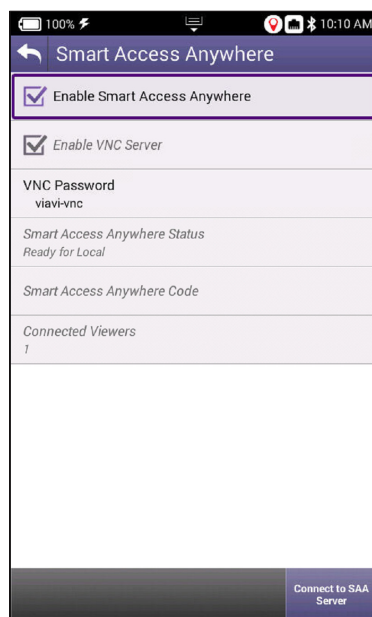 100% 10:10 AM
Smart Access Anywhere
Enable Smart Access Anywhere
Enable VNC Server
VNC Password
viavi-vnc
Smart Access Anywhere Status
Ready for Local
Smart Access Anywhere Code
Connected Viewers
1
Connect to SAA
Server